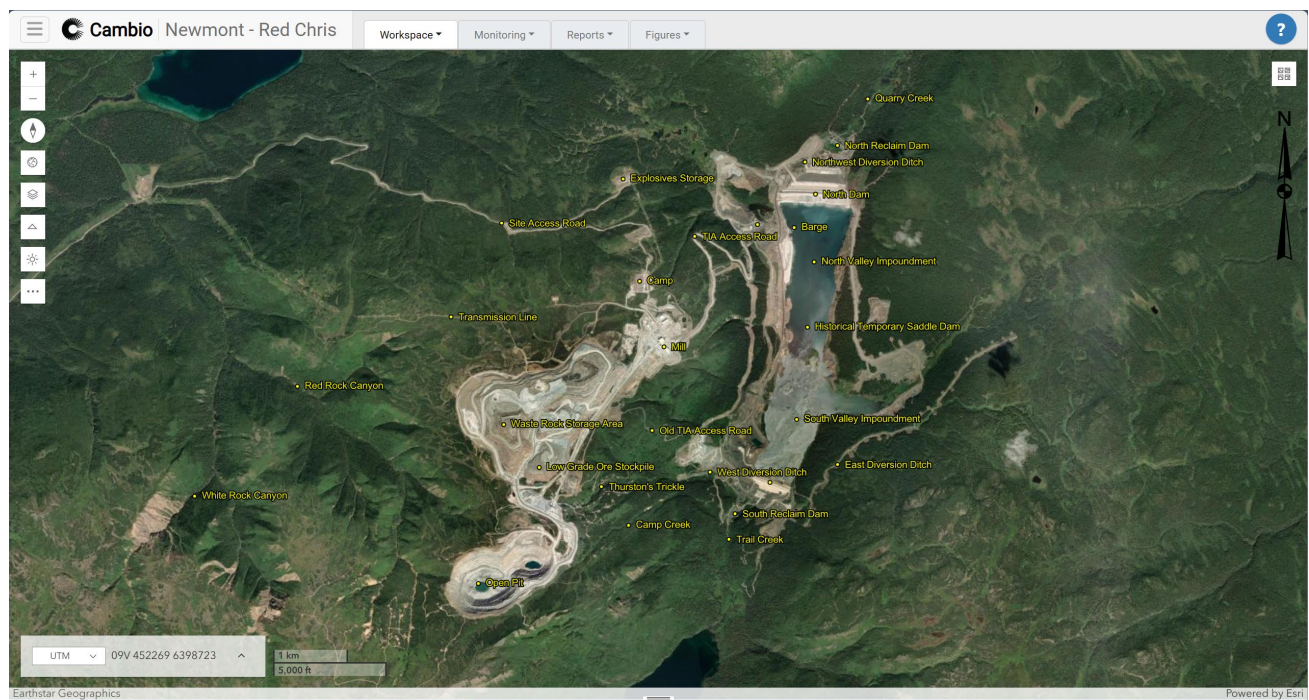 Cambio
Newmont - Red Chris
Workspace
Monitoring
Reports
Figures
?
+
−
N
Quarry Creek
North Reclaim Dam
Northwest Diversion Ditch
Explosives Storage
North Dam
Site Access Road
Barge
TIA Access Road
North Valley Impoundment
Camp
Transmission Line
Historical Temporary Saddle Dam
Mill
Red Rock Canyon
South Valley Impoundment
Waste Rock Storage Area
Old TIA Access Road
Low Grade Ore Stockpile
East Diversion Ditch
West Diversion Ditch
Thurston's Trickle
White Rock Canyon
South Reclaim Dam
Camp Creek
Trail Creek
Open Pit
UTM
09V 452269 6398723
1 km
5,000 ft
Earthstar Geographics
Powered by Esri